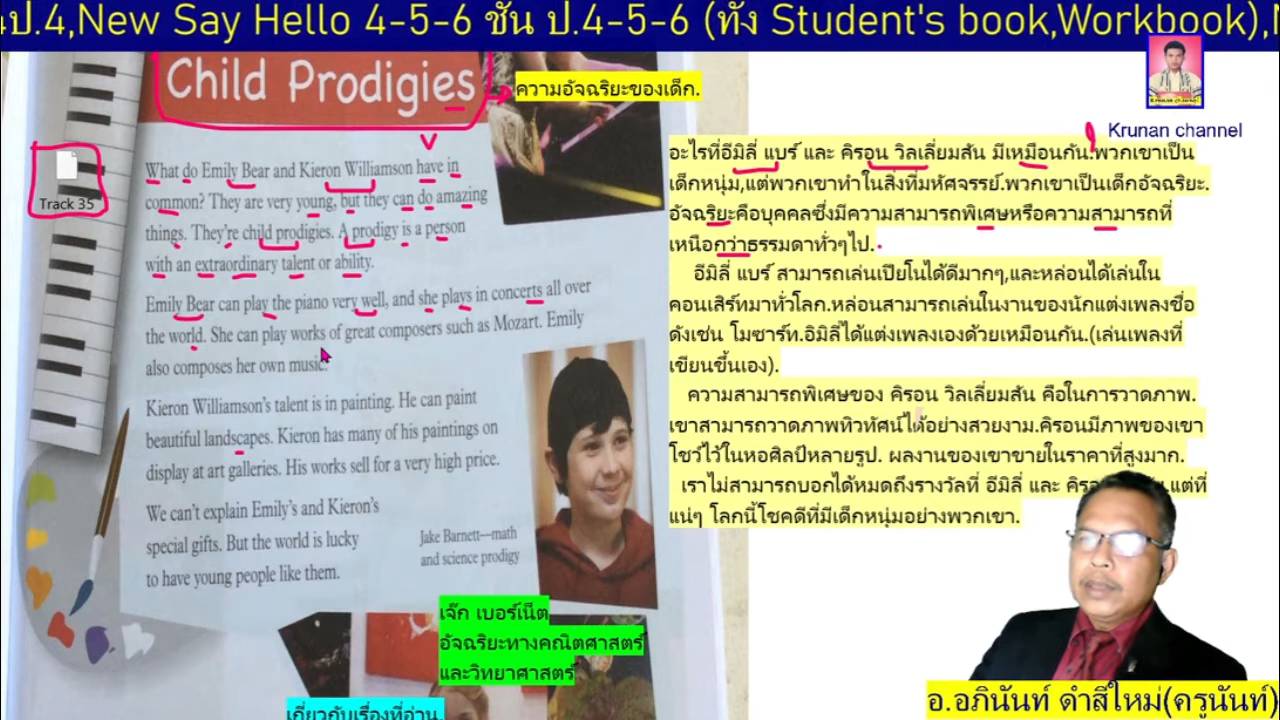 ป.4,New Say Hello 4-5-6 ชั้น ป.4-5-6 (ทั้ง Student's book,Workbook),
Child Prodigies
ความอัจฉริยะของเด็ก.
Krunan channel
Track 35
What do Emily Bear and Kieron Williamson have in
common? They are very young, but they can do amazing
things. They're child prodigies. A prodigy is a person
with an extraordinary talent or ability.
Emily Bear can play the piano very well, and she plays in concerts all over
the world. She can play works of great composers such as Mozart. Emily
also composes her own music.
Kieron Williamson's talent is in painting. He can paint
beautiful landscapes. Kieron has many of his paintings on
display at art galleries. His works sell for a very high price.
We can't explain Emily's and Kieron's
special gifts. But the world is lucky
to have young people like them.
Jake Barnett—math
and science prodigy
อะไรที่อีมิลี่ แบร์ และ คิรอน วิลเลี่ยมสัน มีเหมือนกัน.พวกเขาเป็น
เด็กหนุ่ม,แต่พวกเขาทำในสิ่งที่มหัศจรรย์.พวกเขาเป็นเด็กอัจริยะ.
อัจฉริยะคือบุคคลซึ่งมีความสามารถพิเศษหรือความสามารถที่
เหนือกว่าธรรมดาทั่วๆไป.
อีมิลี่ แบร์ สามารถเล่นเปียโนได้ดีมากๆ,และหล่อนได้เล่นใน
คอนเสิร์ทมาทั่วโลก.หล่อนสามารถเล่นในงานของนักแต่งเพลงชื่อ
ดังเช่น โมซาร์ท.อิมิลี่ได้แต่งเพลงเองด้วยเหมือนกัน.(เล่นเพลงที่
เขียนขึ้นเอง).
ความสามารถพิเศษของ คิรอน วิลเลี่ยมสัน คือในการวาดภาพ.
เขาสามารถวาดภาพทิวทัศน์ได้อย่างสวยงาม.คิรอนมีภาพของเขา
โชว์ไว้ในหอศิลป์หลายรูป. ผลงานของเขาขายในราคาที่สูงมาก.
เราไม่สามารถบอกได้หมดถึงรางวัลที่ อีมิลี่ และ แต่ที่
แน่ๆ โลกนี้โชคดีที่มีเด็กหนุ่มอย่างพวกเขา.
เจ๊ก เบอร์เน็ต
อัจฉริยะทางคณิตศาสตร์
และวิทยาศาสตร์
เกี่ยวกับเรื่องที่อ่าน.
อ.อภินันท์ ดำสีใหม่(ครูนันท์)